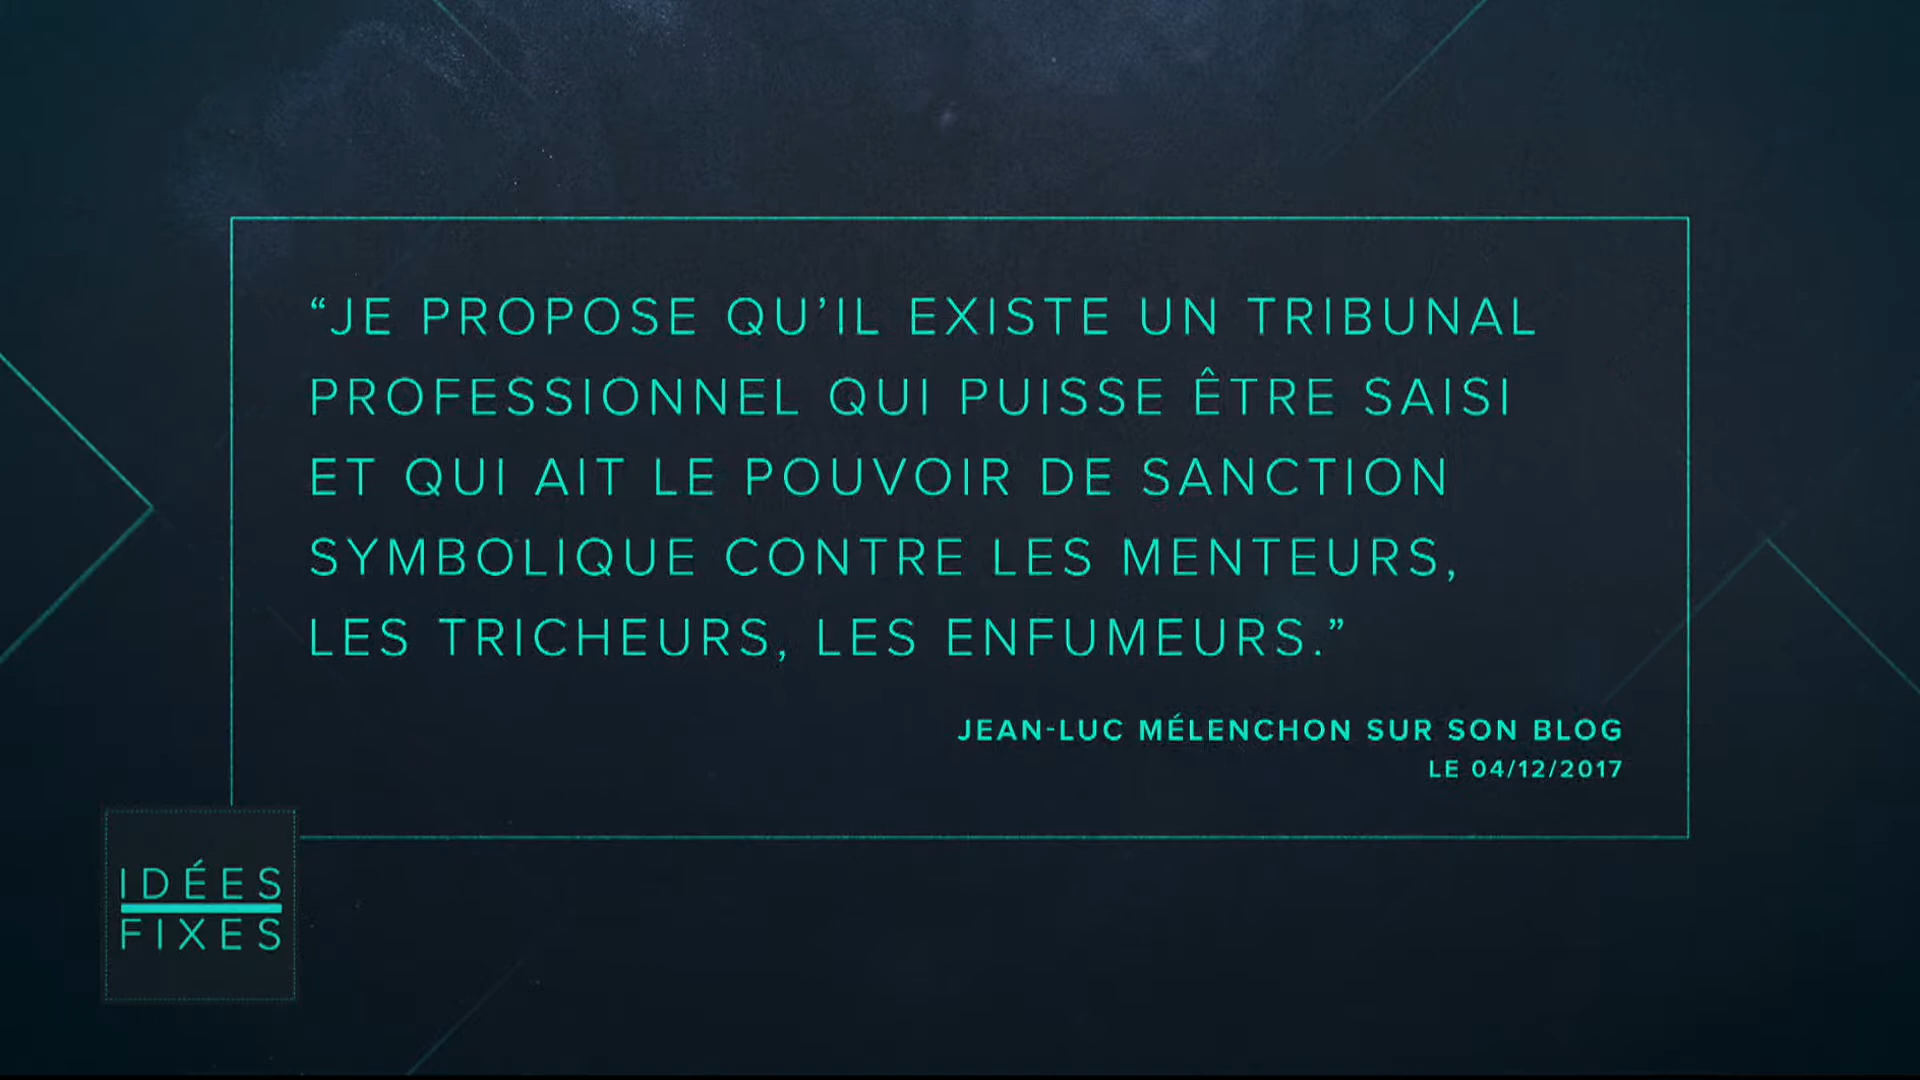 “JE PROPOSE QU’IL EXISTE UN TRIBUNAL
PROFESSIONNEL QUI PUISSE ÊTRE SAISI
ET QUI AIT LE POUVOIR DE SANCTION
SYMBOLIQUE CONTRE LES MENTEURS,
LES TRICHEURS, LES ENFUMEURS.”
JEAN-LUC MÉLENCHON SUR SON BLOG
LE 04/12/2017
IDÉES
FIXES